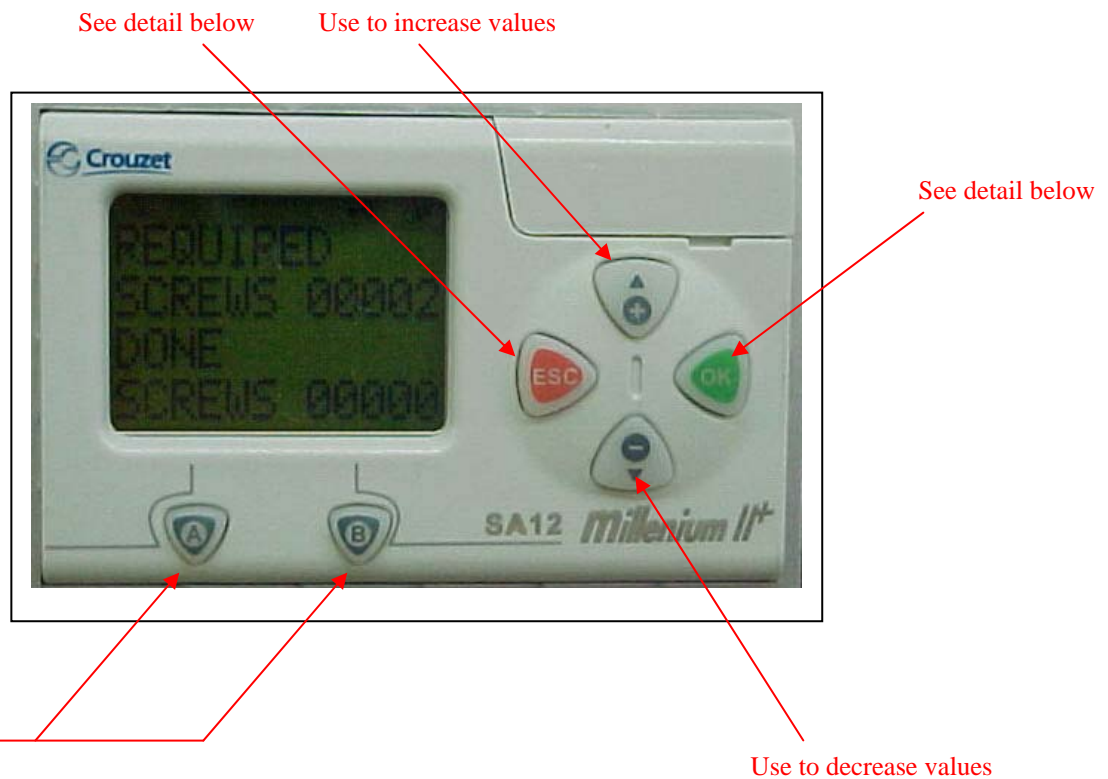 See detail below
Use to increase values
Crouzet
See detail below
REQUIRED
SCREWS 00002
DONE
SCREWS 00000
+
ESC
OK
-
A
B
SA12 Millenium II+
Use to decrease values